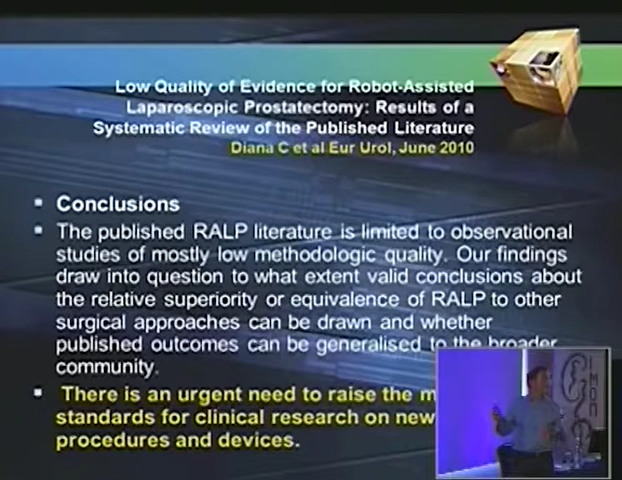 Low Quality of Evidence for Robot-Assisted
Laparoscopic Prostatectomy: Results of a
Systematic Review of the Published Literature
Diana C et al Eur Urol, June 2010
Conclusions
The published RALP literature is limited to observational
studies of mostly low methodologic quality. Our findings
draw into question to what extent valid conclusions about
the relative superiority or equivalence of RALP to other
surgical approaches can be drawn and whether
published outcomes can be generalised to the broader
community.
There is an urgent need to raise the
standards for clinical research on new
procedures and devices.